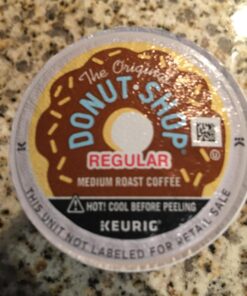 The Original
DONUT SHOP
REGULAR
MEDIUM ROAST COFFEE
HOT! COOL BEFORE PEELING
KEURIG
THIS UNIT NOT LABELED FOR RETAIL SALE